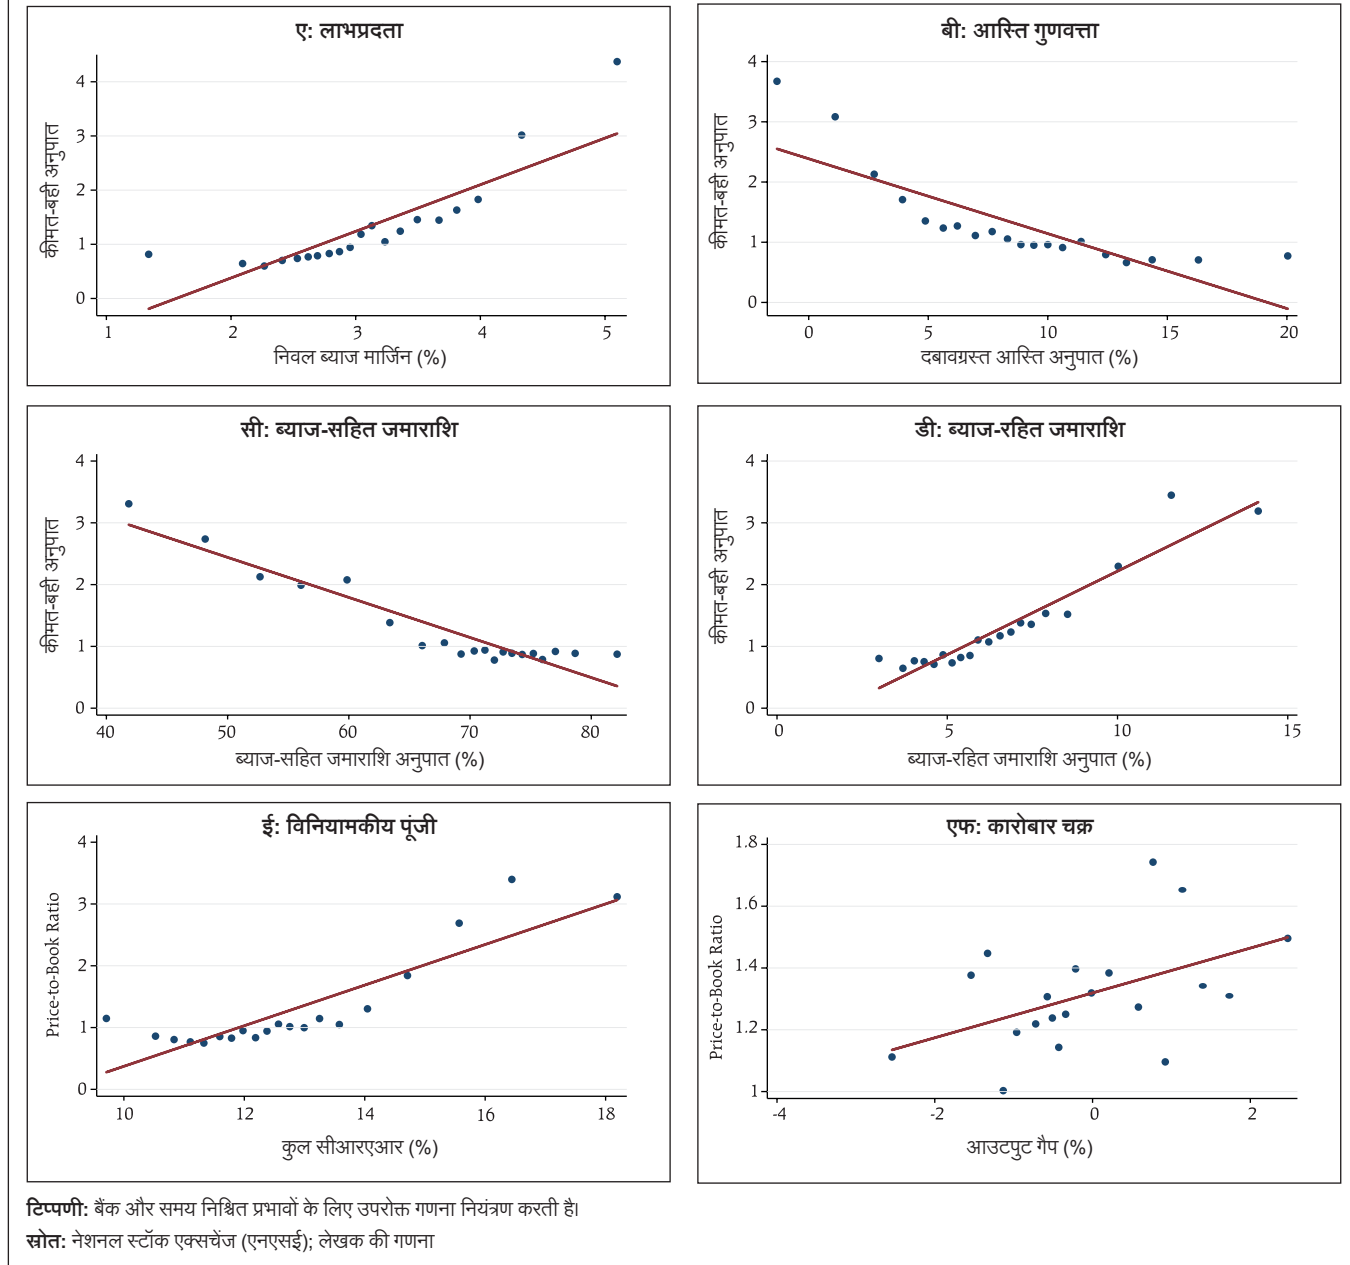 ए: लाभप्रदता
कीमत-बही अनुपात
4
3
2
1
0
1 2 3 4 5
निवल ब्याज मार्जिन (%)
बी: आस्ति गुणवत्ता
कीमत-बही अनुपात
4
3
2
1
0
0 5 10 15 20
दबावग्रस्त आस्ति अनुपात (%)
सी: ब्याज-सहित जमाराशि
कीमत-बही अनुपात
4
3
2
1
0
40 50 60 70 80
ब्याज-सहित जमाराशि अनुपात (%)
डी: ब्याज-रहित जमाराशि
कीमत-बही अनुपात
4
3
2
1
0
0 5 10 15
ब्याज-रहित जमाराशि अनुपात (%)
ई: विनियामकीय पूंजी
Price-to-Book Ratio
4
3
2
1
0
10 12 14 16 18
कुल सीआरएआर (%)
एफ: कारोबार चक्र
Price-to-Book Ratio
1.8
1.6
1.4
1.2
1
-4 -2 0 2
आउटपुट गैप (%)
टिप्पणी: बैंक और समय निश्चित प्रभावों के लिए उपरोक्त गणना नियंत्रण करती है।
स्रोत: नेशनल स्टॉक एक्सचेंज (एनएसई); लेखक की गणना